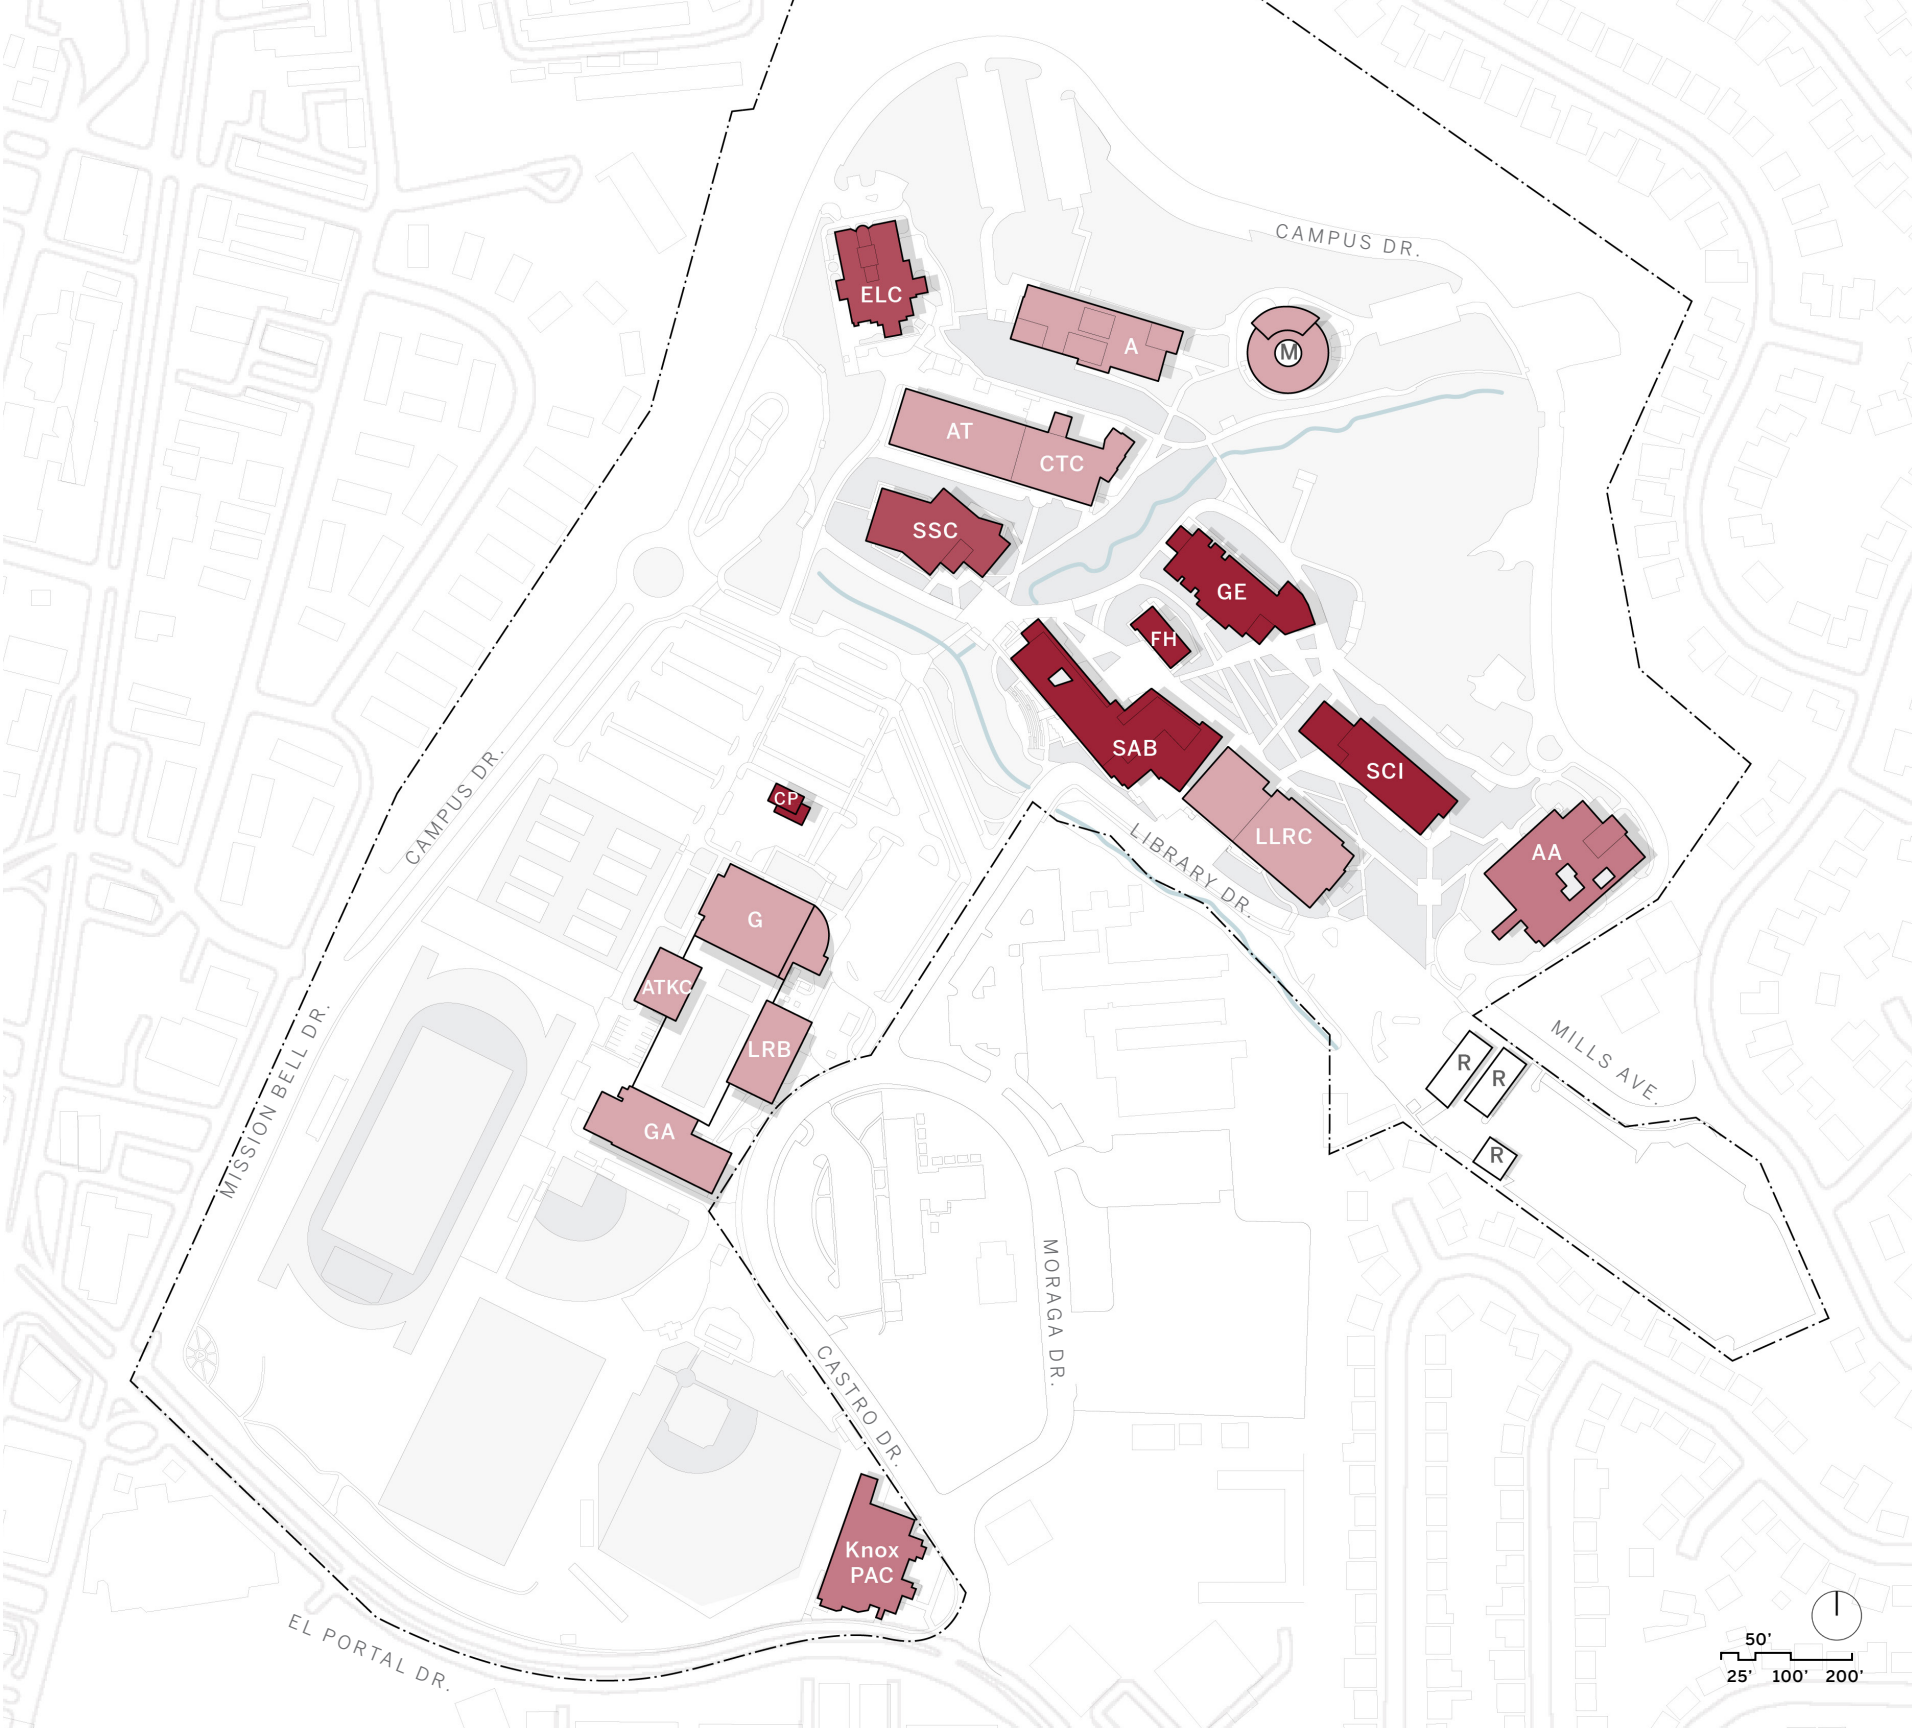 CAMPUS DR.
ELC
A
M
AT
CTC
SSC
GE
FH
SAB
SCI
CP
CAMPUS DR.
LIBRARY DR.
LLRC
AA
G
ATKC
LRB
MISSION BELL DR.
GA
MILLS AVE.
R
R
R
MORAGA DR.
CASTRO DR.
Knox
PAC
EL PORTAL DR.
50'
25' 100' 200'